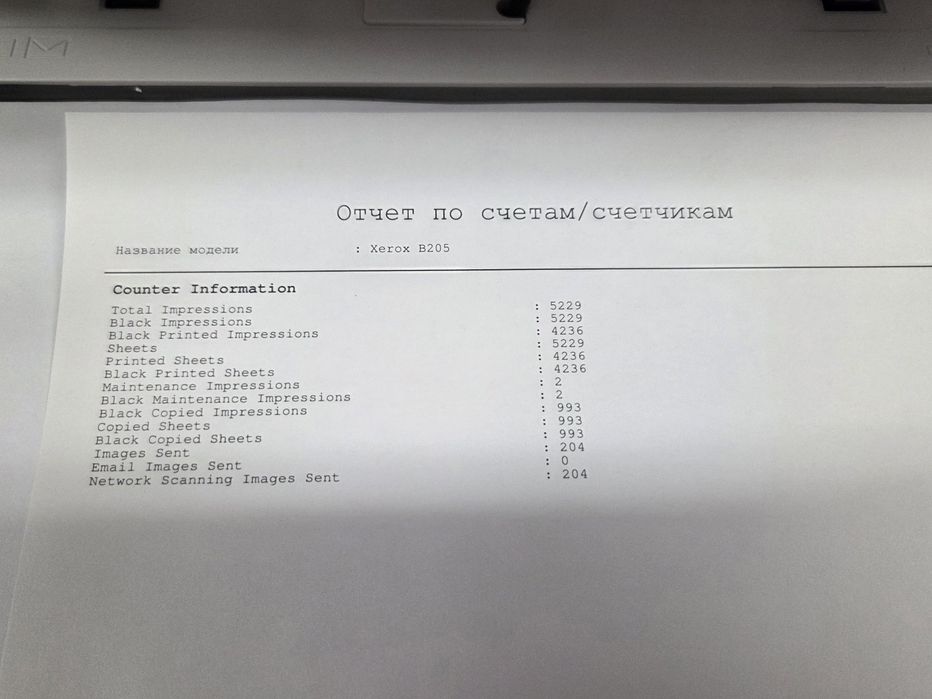 Отчет по счетам/счетчикам
Название модели : Xerox B205
Counter Information
Total Impressions : 5229
Black Impressions : 5229
Black Printed Impressions : 4236
Sheets : 5229
Printed Sheets : 4236
Black Printed Sheets : 4236
Maintenance Impressions : 2
Black Maintenance Impressions : 2
Black Copied Impressions : 993
Copied Sheets : 993
Black Copied Sheets : 993
Images Sent : 204
Email Images Sent : 0
Network Scanning Images Sent : 204